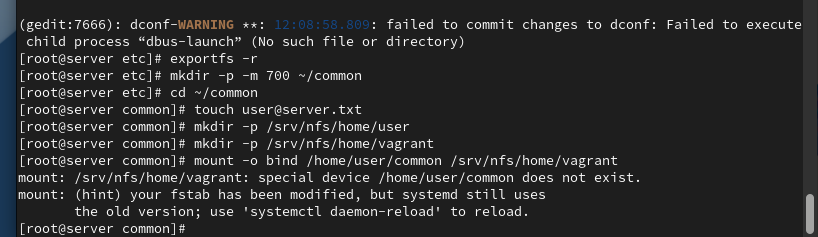 (gedit:7666): dconf-WARNING **: 12:08:58.809: failed to commit changes to dconf: Failed to execute
child process “dbus-launch” (No such file or directory)
[root@server etc]# exportfs -r
[root@server etc]# mkdir -p -m 700 ~/common
[root@server etc]# cd ~/common
[root@server common]# touch user@server.txt
[root@server common]# mkdir -p /srv/nfs/home/user
[root@server common]# mkdir -p /srv/nfs/home/vagrant
[root@server common]# mount -o bind /home/user/common /srv/nfs/home/vagrant
mount: /srv/nfs/home/vagrant: special device /home/user/common does not exist.
mount: (hint) your fstab has been modified, but systemd still uses
the old version; use 'systemctl daemon-reload' to reload.
[root@server common]#